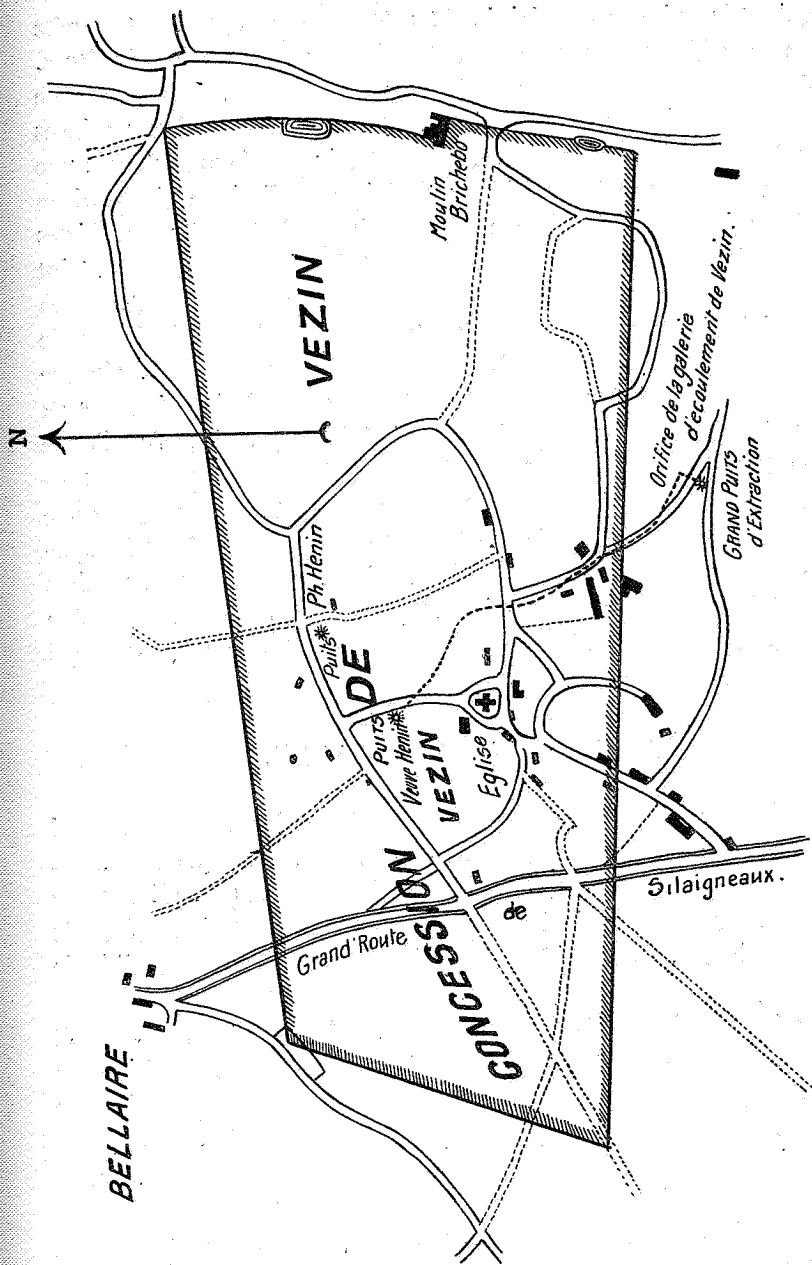 N
BELLAIRE
CONCESSION
DE
VEZIN
Grand'Route
de
Silaigneaux.
VEZIN
Eglise
Puits
Veuve Henin
Puits
Ph. Henin
Moulin
Brichebo
Orifice de la galerie
d'ecoulement de Vezin.
GRAND PUITS
d'Extraction